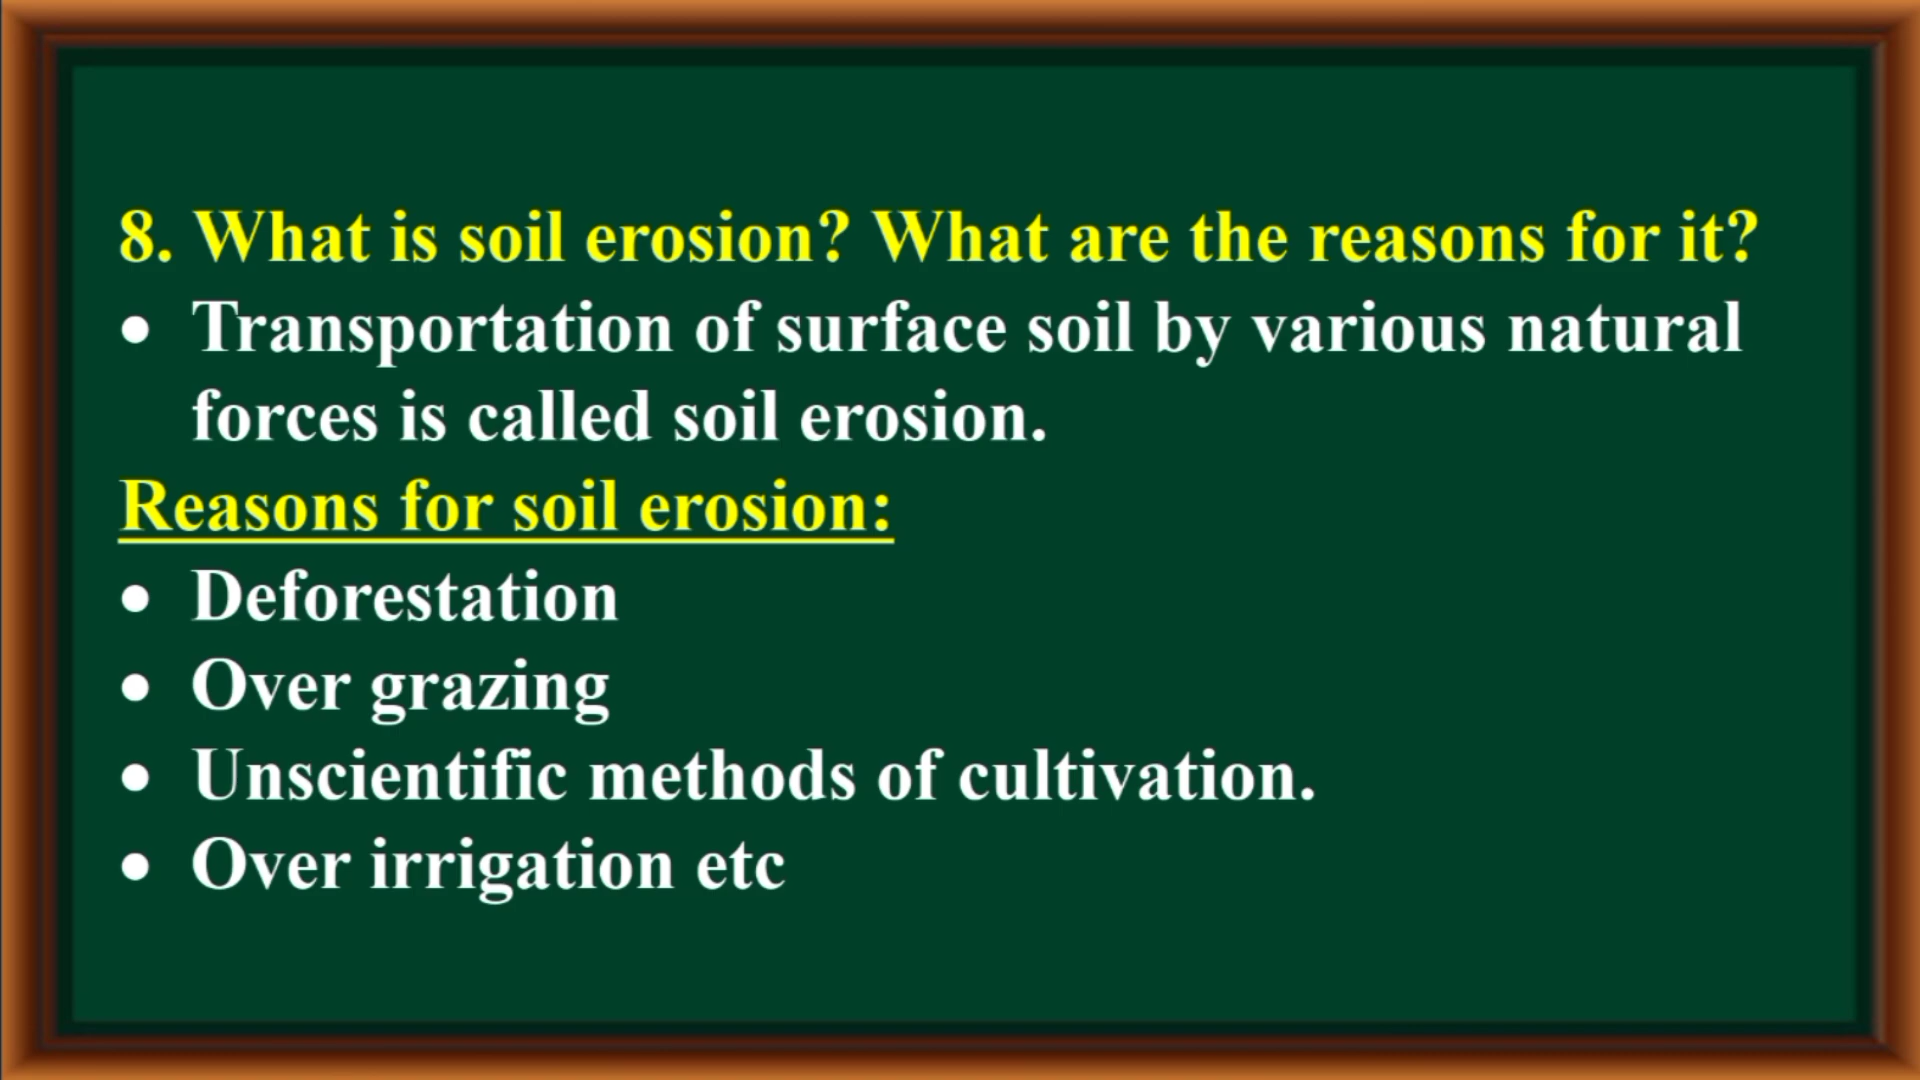 8. What is soil erosion? What are the reasons for it?
• Transportation of surface soil by various natural
forces is called soil erosion.
Reasons for soil erosion:
• Deforestation
• Over grazing
• Unscientific methods of cultivation.
• Over irrigation etc